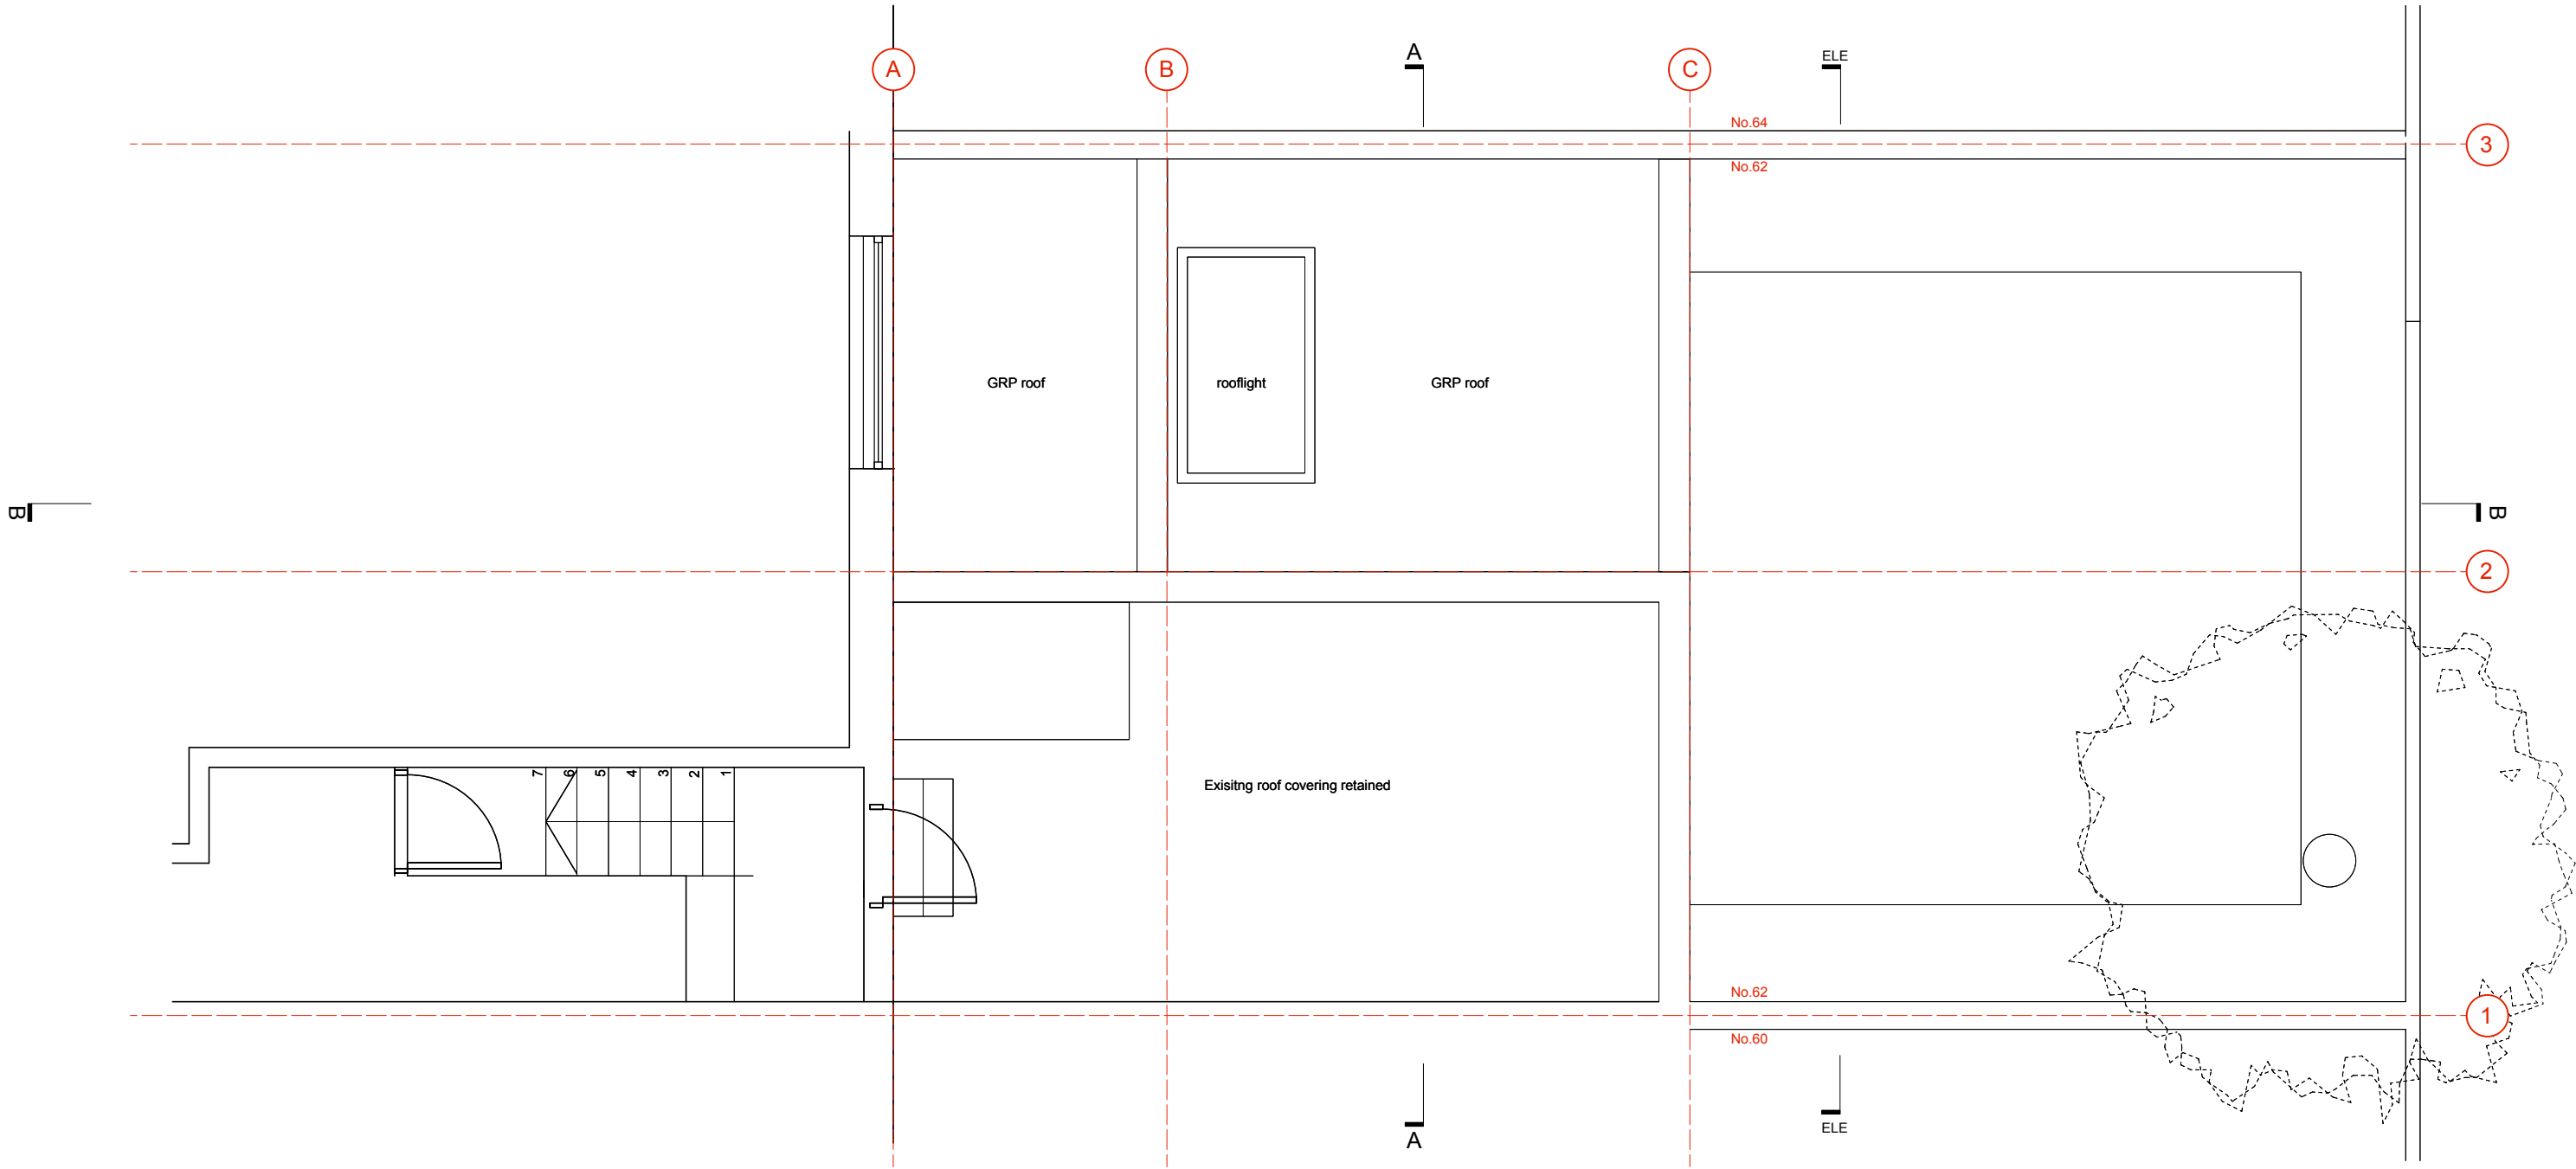 A
ELE
A
B
C
No.64
3
No.62
GRP roof
rooflight
GRP roof
B
B
2
7
6
5
4
3
2
1
Exisitng roof covering retained
No.62
1
No.60
A
ELE